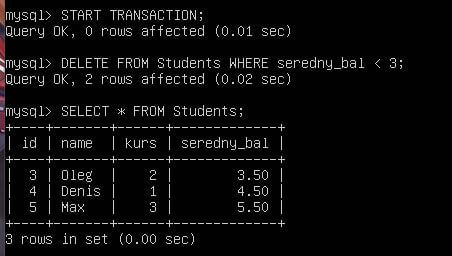 mysql> START TRANSACTION;
Query OK, 0 rows affected (0.01 sec)
mysql> DELETE FROM Students WHERE seredny_bal < 3;
Query OK, 2 rows affected (0.02 sec)
mysql> SELECT * FROM Students;
+----+-------+------+-------------+
| id | name  | kurs | seredny_bal |
+----+-------+------+-------------+
|  3 | Oleg  |    2 |        3.50 |
|  4 | Denis |    1 |        4.50 |
|  5 | Max   |    3 |        5.50 |
+----+-------+------+-------------+
3 rows in set (0.00 sec)